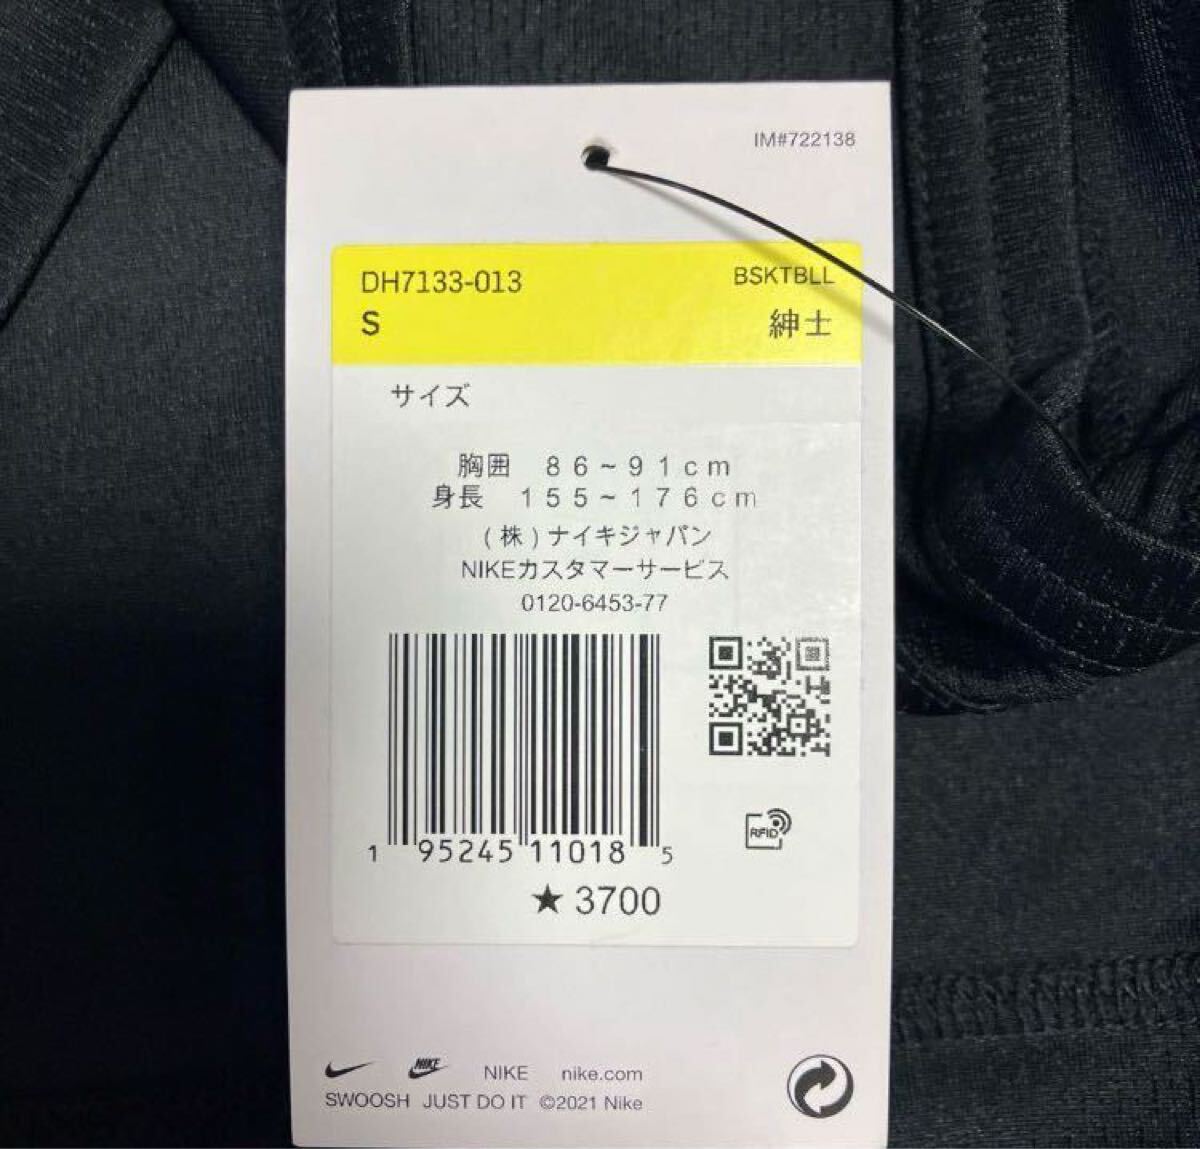 IM#722138
DH7133-013 BSKTBLL
S 紳士
サイズ
胸囲 86~91cm
身長 155~176cm
(株)ナイキジャパン
NIKEカスタマーサービス
0120-6453-77
RFID
1 95245 11018 5
★3700
NIKE NIKE nike.com
SWOOSH JUST DO IT ©2021 Nike